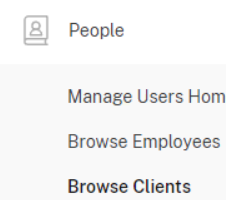 People
Manage Users Hom
Browse Employees
Browse Clients